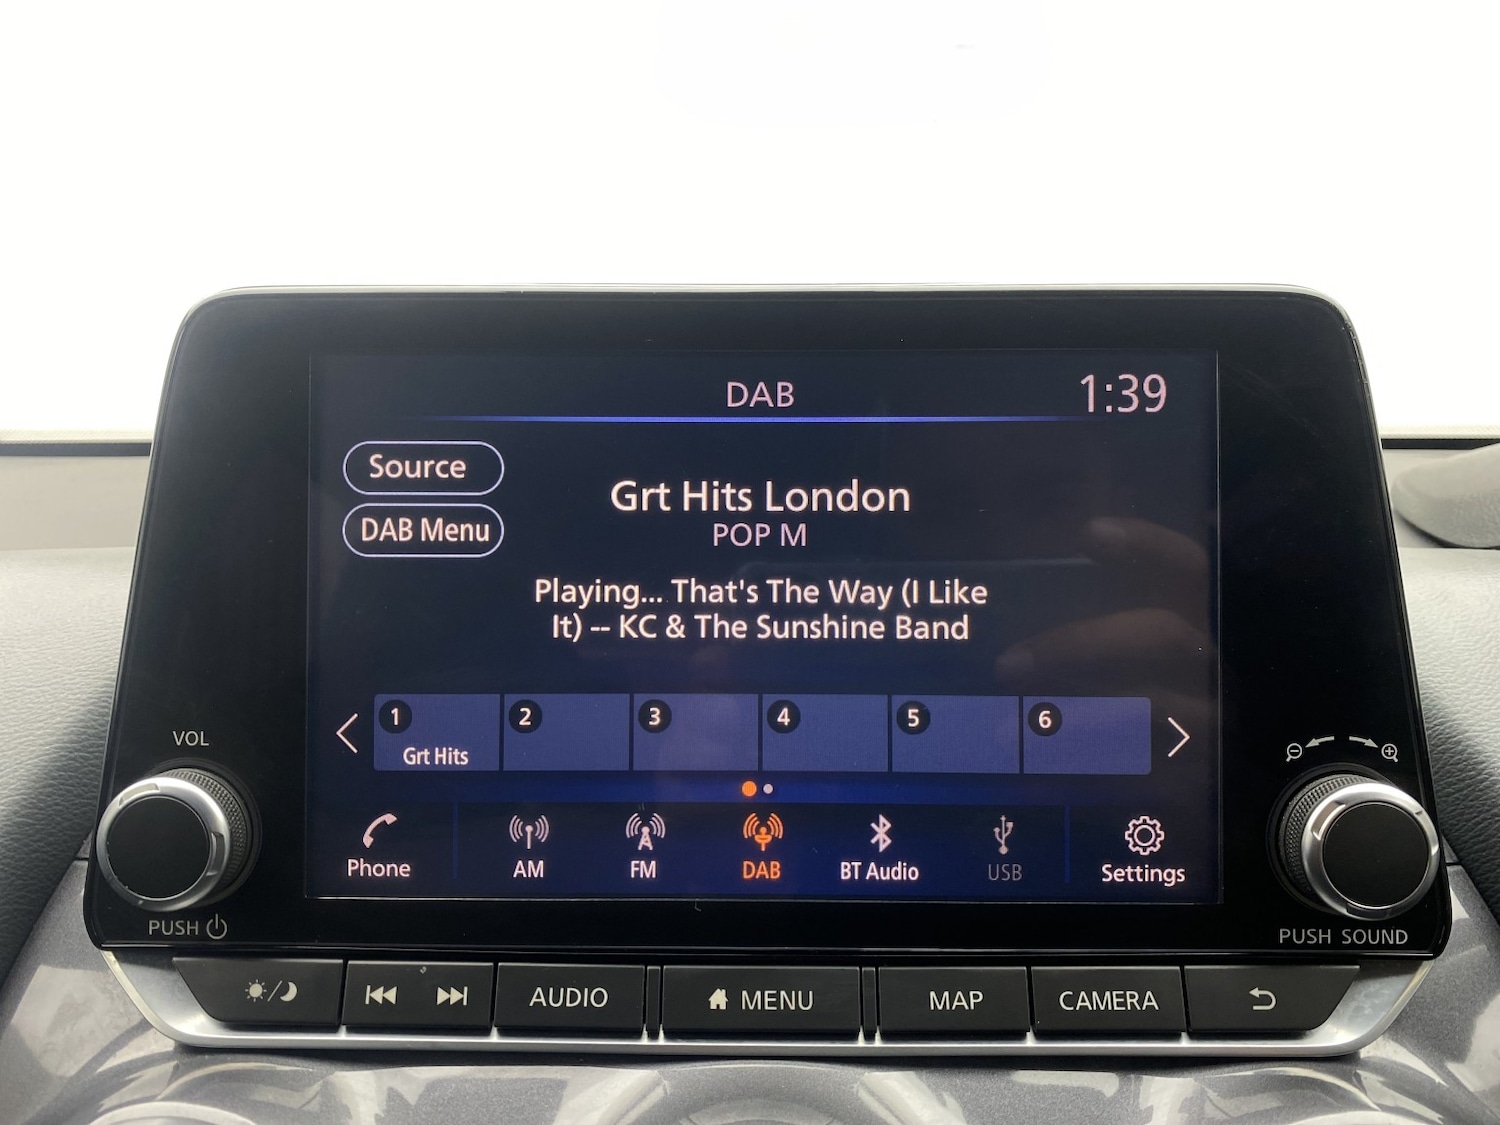 DAB
1:39
Source
DAB Menu
Grt Hits London
POP M
Playing... That's The Way (I Like
It) -- KC & The Sunshine Band
1 2 3 4 5 6
Grt Hits
Phone AM FM DAB BT Audio USB Settings
VOL
PUSH
PUSH SOUND
AUDIO MENU MAP CAMERA